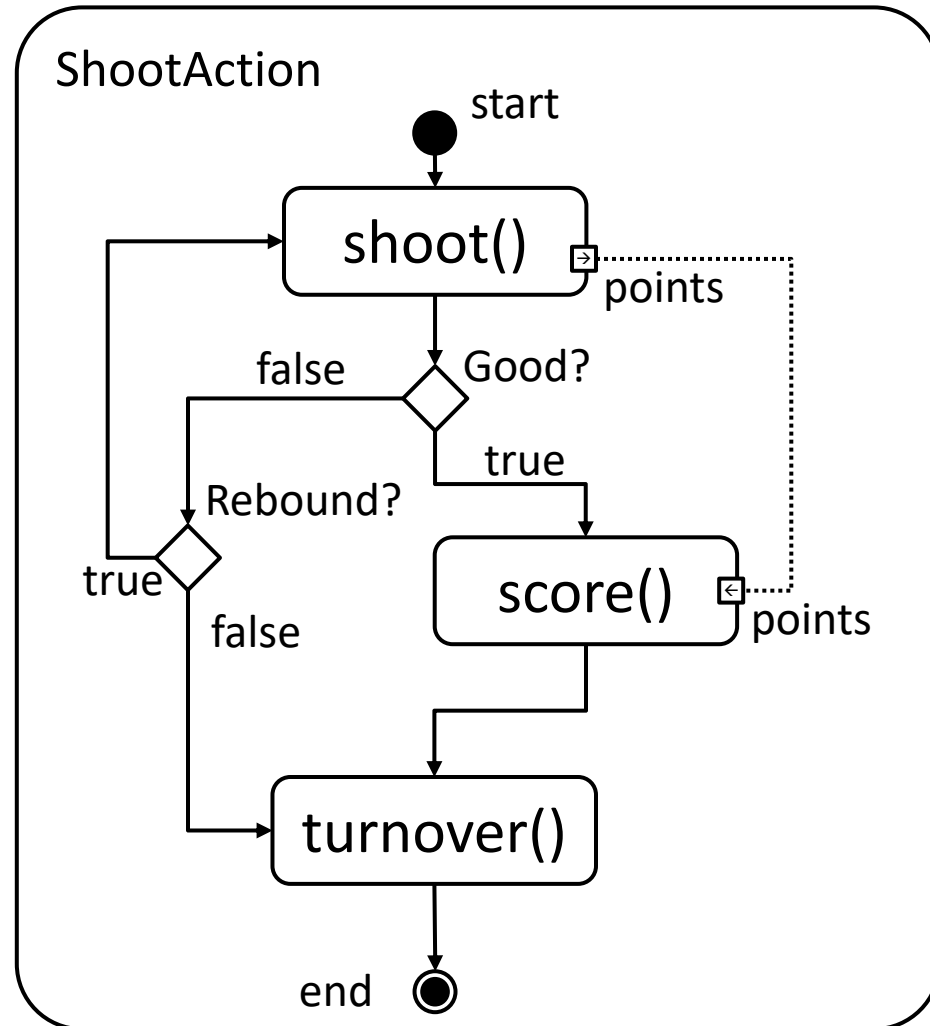 ShootAction
start
shoot()
→
points
Good?
false
true
Rebound?
true
false
score()
←
points
turnover()
end